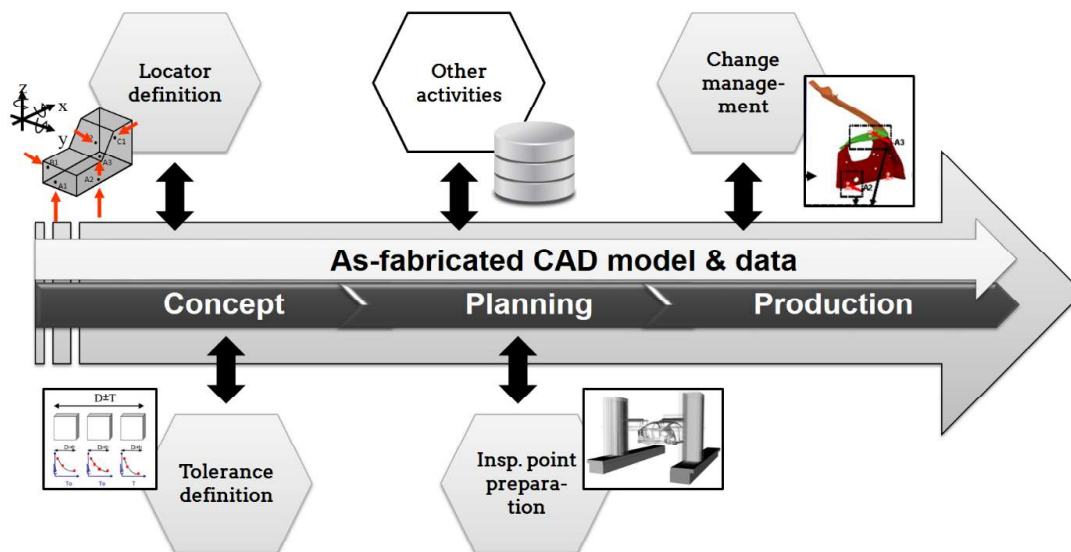 Locator
definition
Other
activities
Change
manage-
ment
Z
x
y
C1
A3
A1
A2
A3
A2
As-fabricated CAD model & data
Concept
Planning
Production
D±T
Tolerance
definition
Insp. point
prepara-
tion